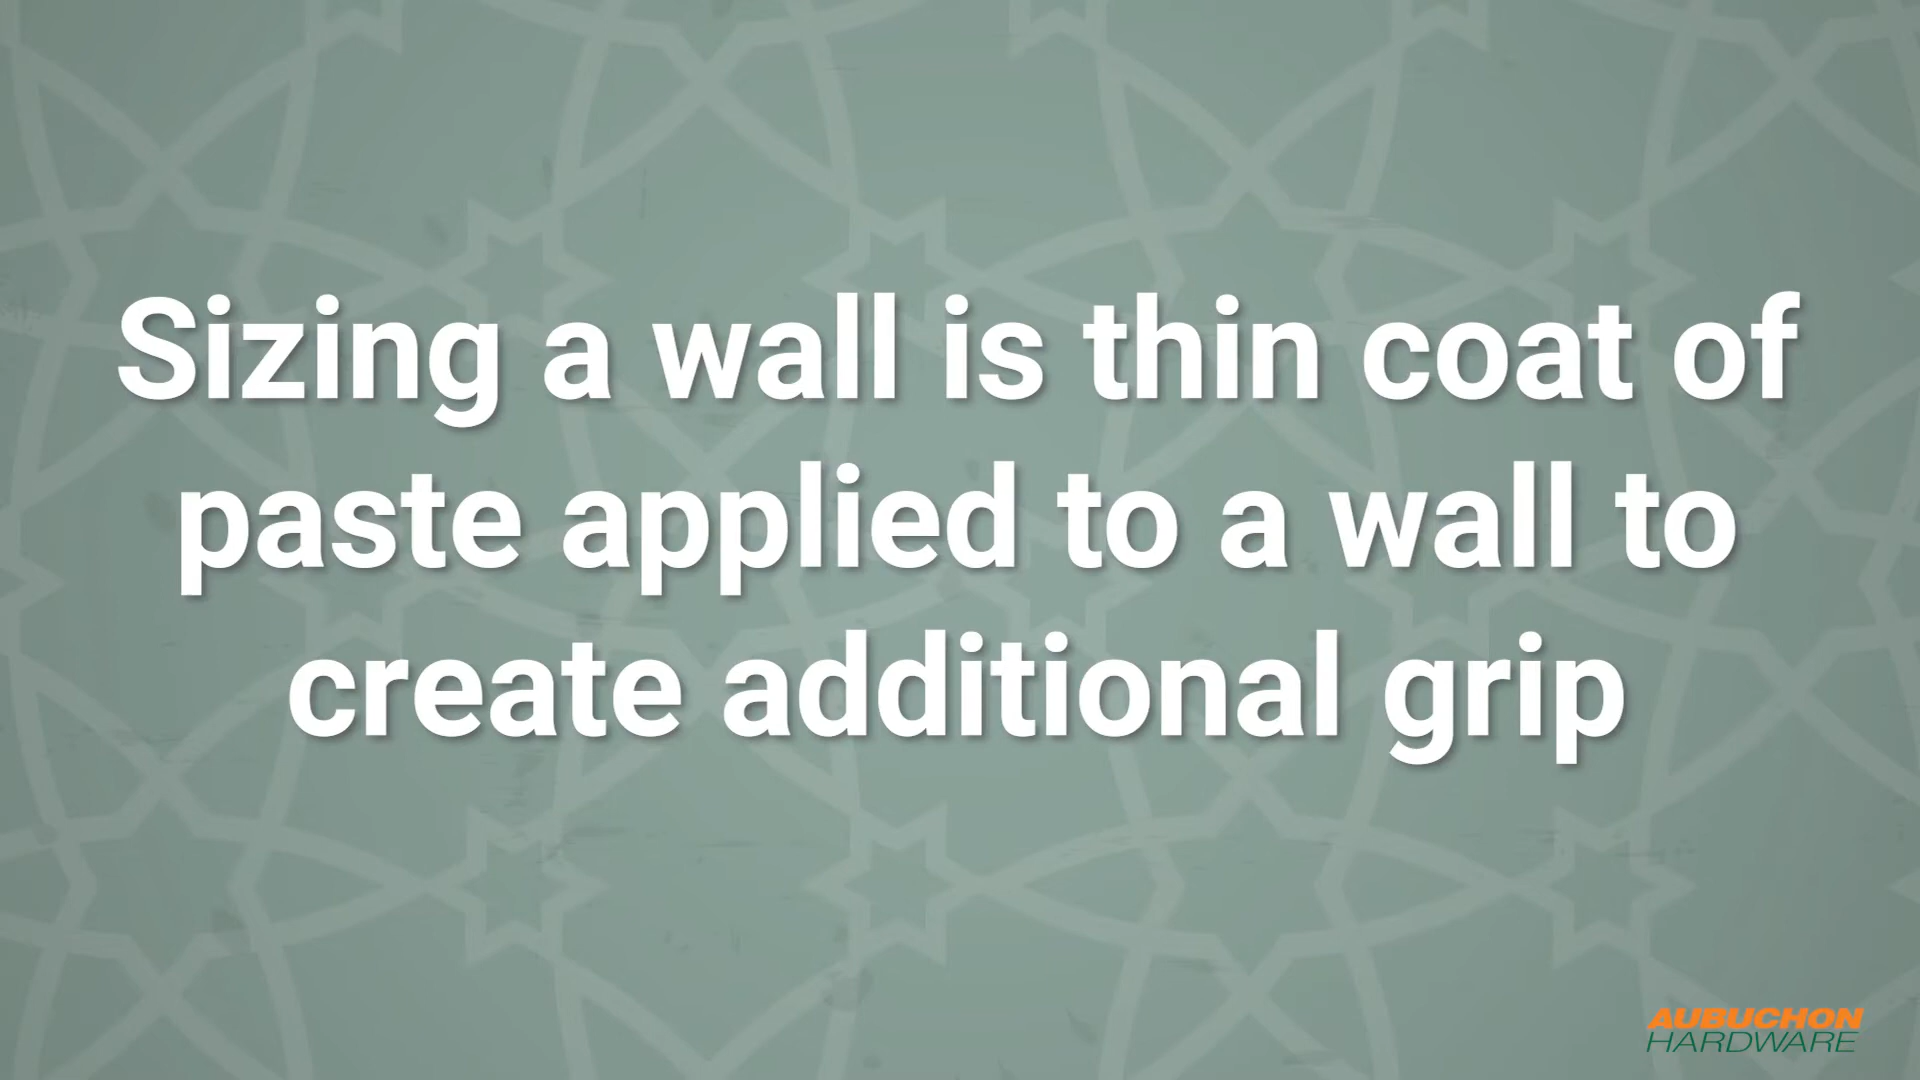 Sizing a wall is thin coat of
paste applied to a wall to
create additional grip
AUBUCHON
HARDWARE